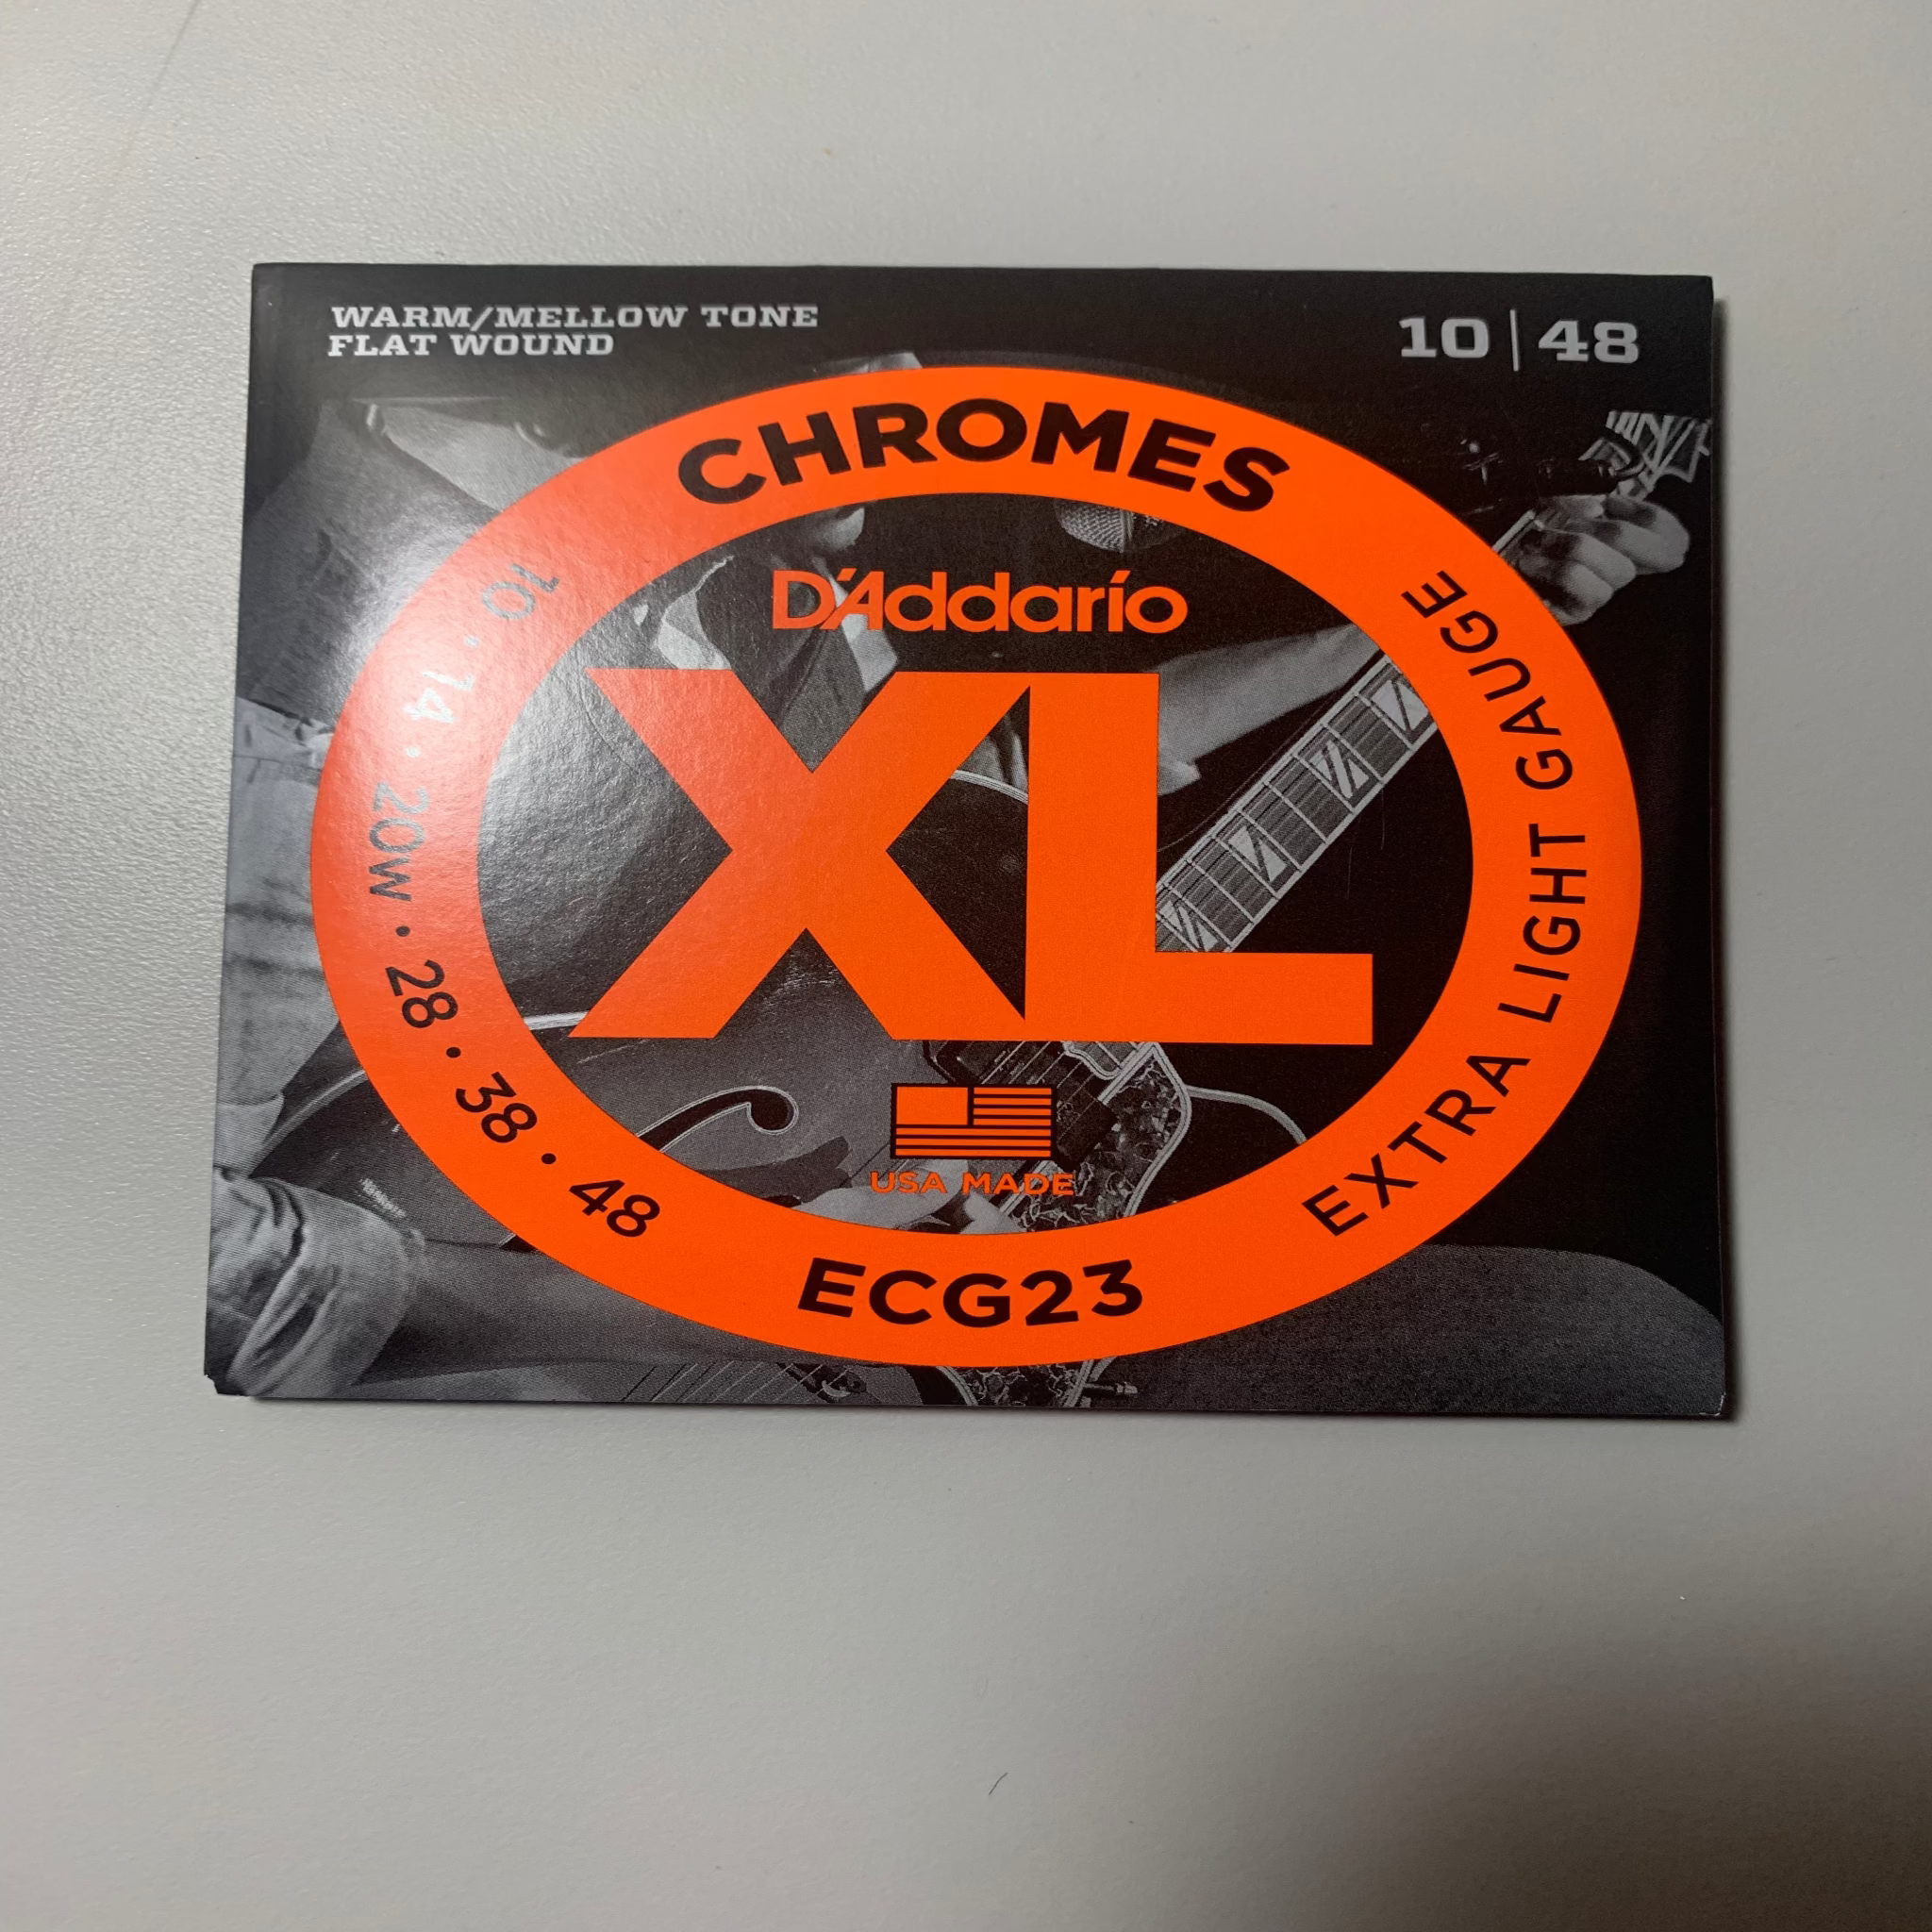 WARM/MELLOW TONE
FLAT WOUND
10 | 48
CHROMES
D'Addario
XL
USA MADE
10 · 14 · 20w · 28 · 38 · 48
EXTRA LIGHT GAUGE
ECG23